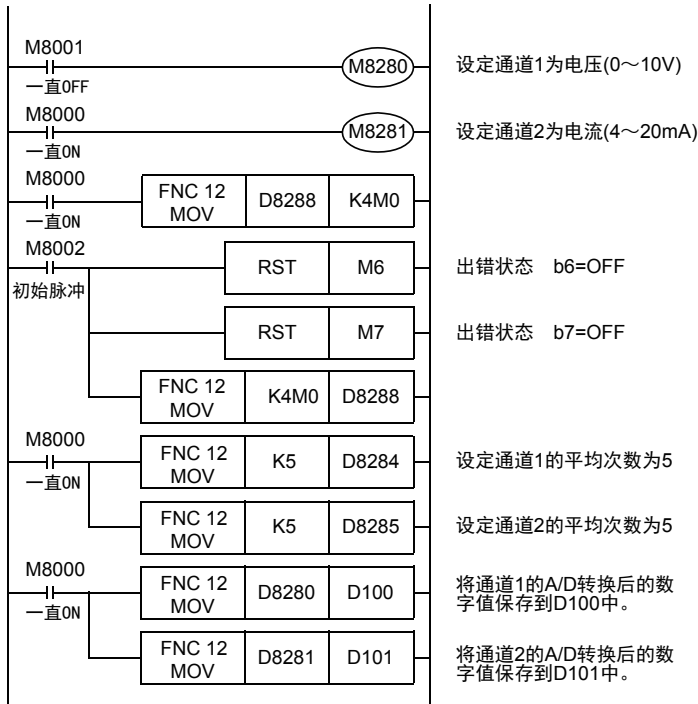 M8001
一直OFF
M8280
设定通道1为电压(0～10V)
M8000
一直ON
M8281
设定通道2为电流(4～20mA)
M8000
一直ON
FNC 12
MOV
D8288
K4M0
M8002
初始脉冲
RST
M6
出错状态 b6=OFF
RST
M7
出错状态 b7=OFF
FNC 12
MOV
K4M0
D8288
M8000
一直ON
FNC 12
MOV
K5
D8284
设定通道1的平均次数为5
FNC 12
MOV
K5
D8285
设定通道2的平均次数为5
M8000
一直ON
FNC 12
MOV
D8280
D100
将通道1的A/D转换后的数
字值保存到D100中。
FNC 12
MOV
D8281
D101
将通道2的A/D转换后的数
字值保存到D101中。